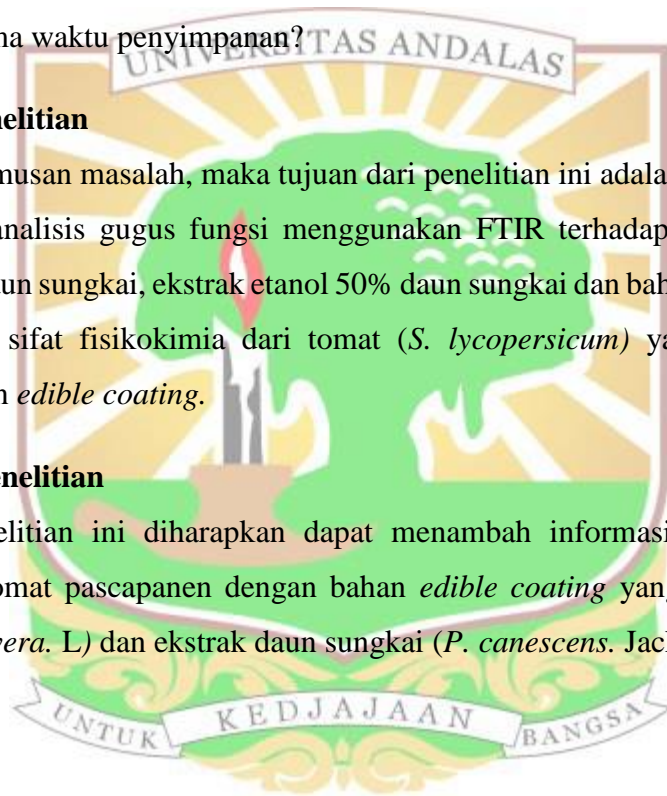 na waktu penyimpanan?
UNIVERSITAS ANDALAS
nelitian
musan masalah, maka tujuan dari penelitian ini adala
analisis gugus fungsi menggunakan FTIR terhadap
un sungkai, ekstrak etanol 50% daun sungkai dan bah
sifat fisikokimia dari tomat (S. lycopersicum) ya
n edible coating.
enelitian
elitian ini diharapkan dapat menambah informasi
omat pascapanen dengan bahan edible coating yang
vera. L) dan ekstrak daun sungkai (P. canescens. Jack
UNTUK KEDJAJAAN BANGSA